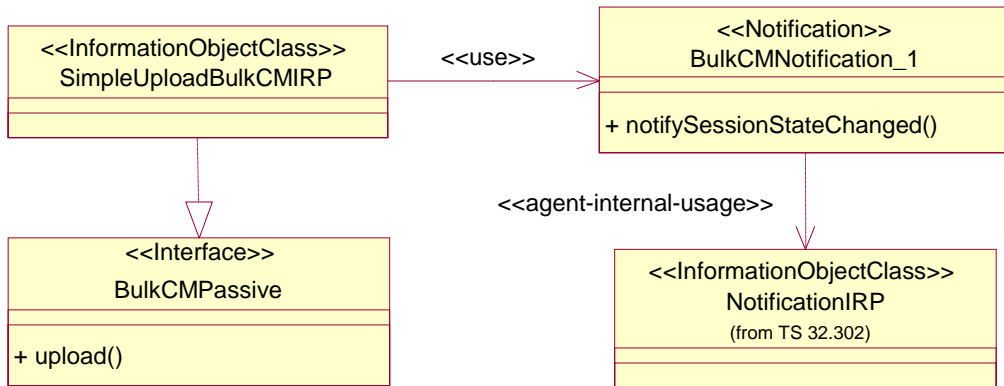 <<InformationObjectClass>>
SimpleUploadBulkCMIRP
<<use>>
<<Notification>>
BulkCMNotification_1
+ notifySessionStateChanged()
<<agent-internal-usage>>
<<Interface>>
BulkCMPassive
+ upload()
<<InformationObjectClass>>
NotificationIRP
(from TS 32.302)